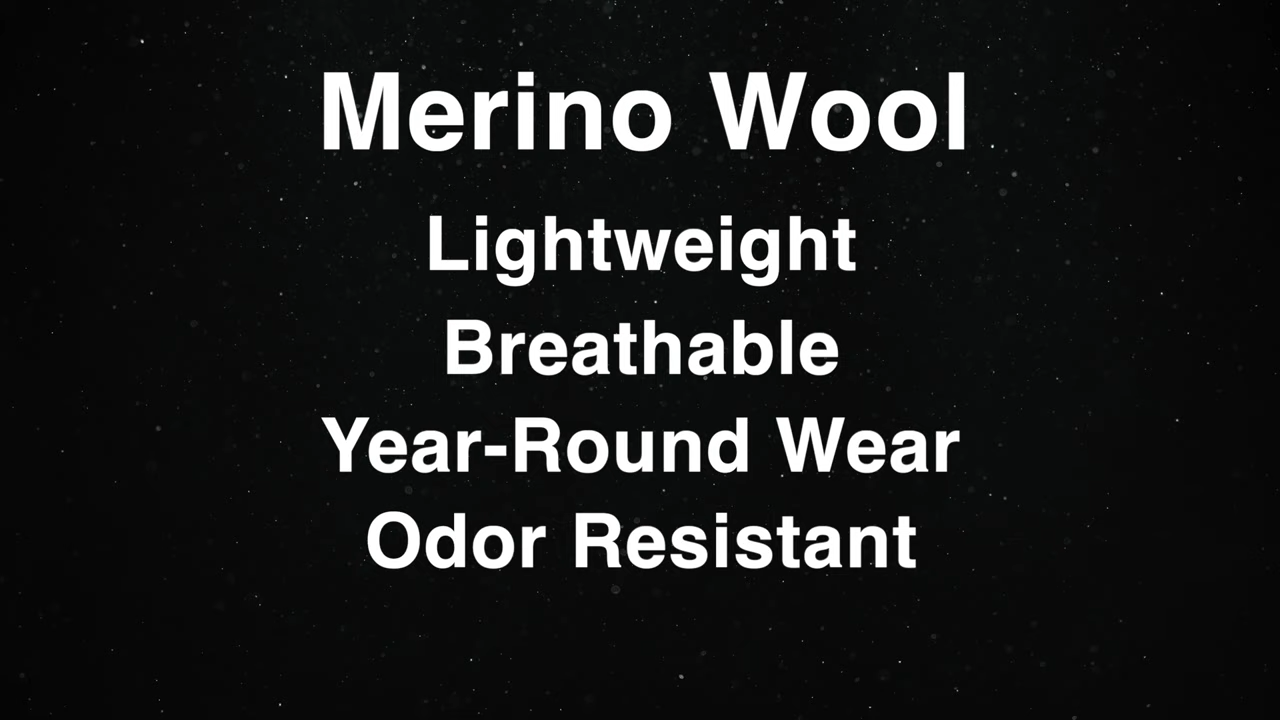 Merino Wool
Lightweight
Breathable
Year-Round Wear
Odor Resistant